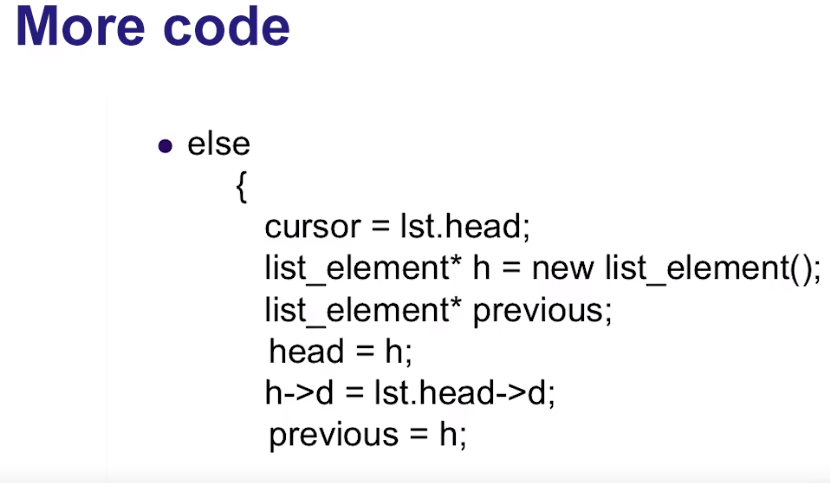 More code
• else
{
cursor = lst.head;
list_element* h = new list_element();
list_element* previous;
head = h;
h->d = lst.head->d;
previous = h;